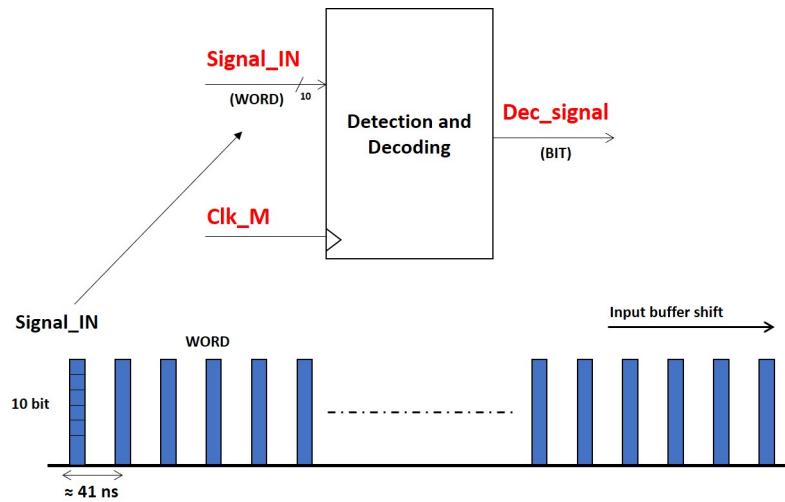 Signal_IN
(WORD)
10
Detection and
Decoding
Dec_signal
(BIT)
Clk_M
Signal_IN
WORD
Input buffer shift
10 bit
≈ 41 ns